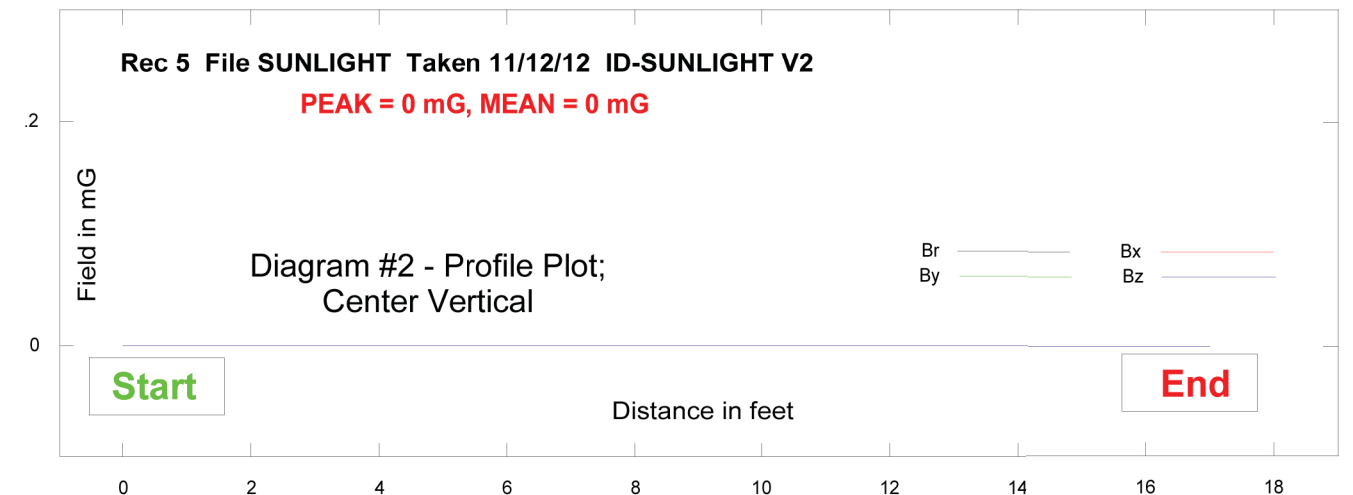 Rec 5 File SUNLIGHT Taken 11/12/12 ID-SUNLIGHT V2
PEAK = 0 mG, MEAN = 0 mG
.2
Field in mG
Diagram #2 - Profile Plot;
Center Vertical
Br
Bx
By
Bz
0
Start
End
Distance in feet
0 2 4 6 8 10 12 14 16 18